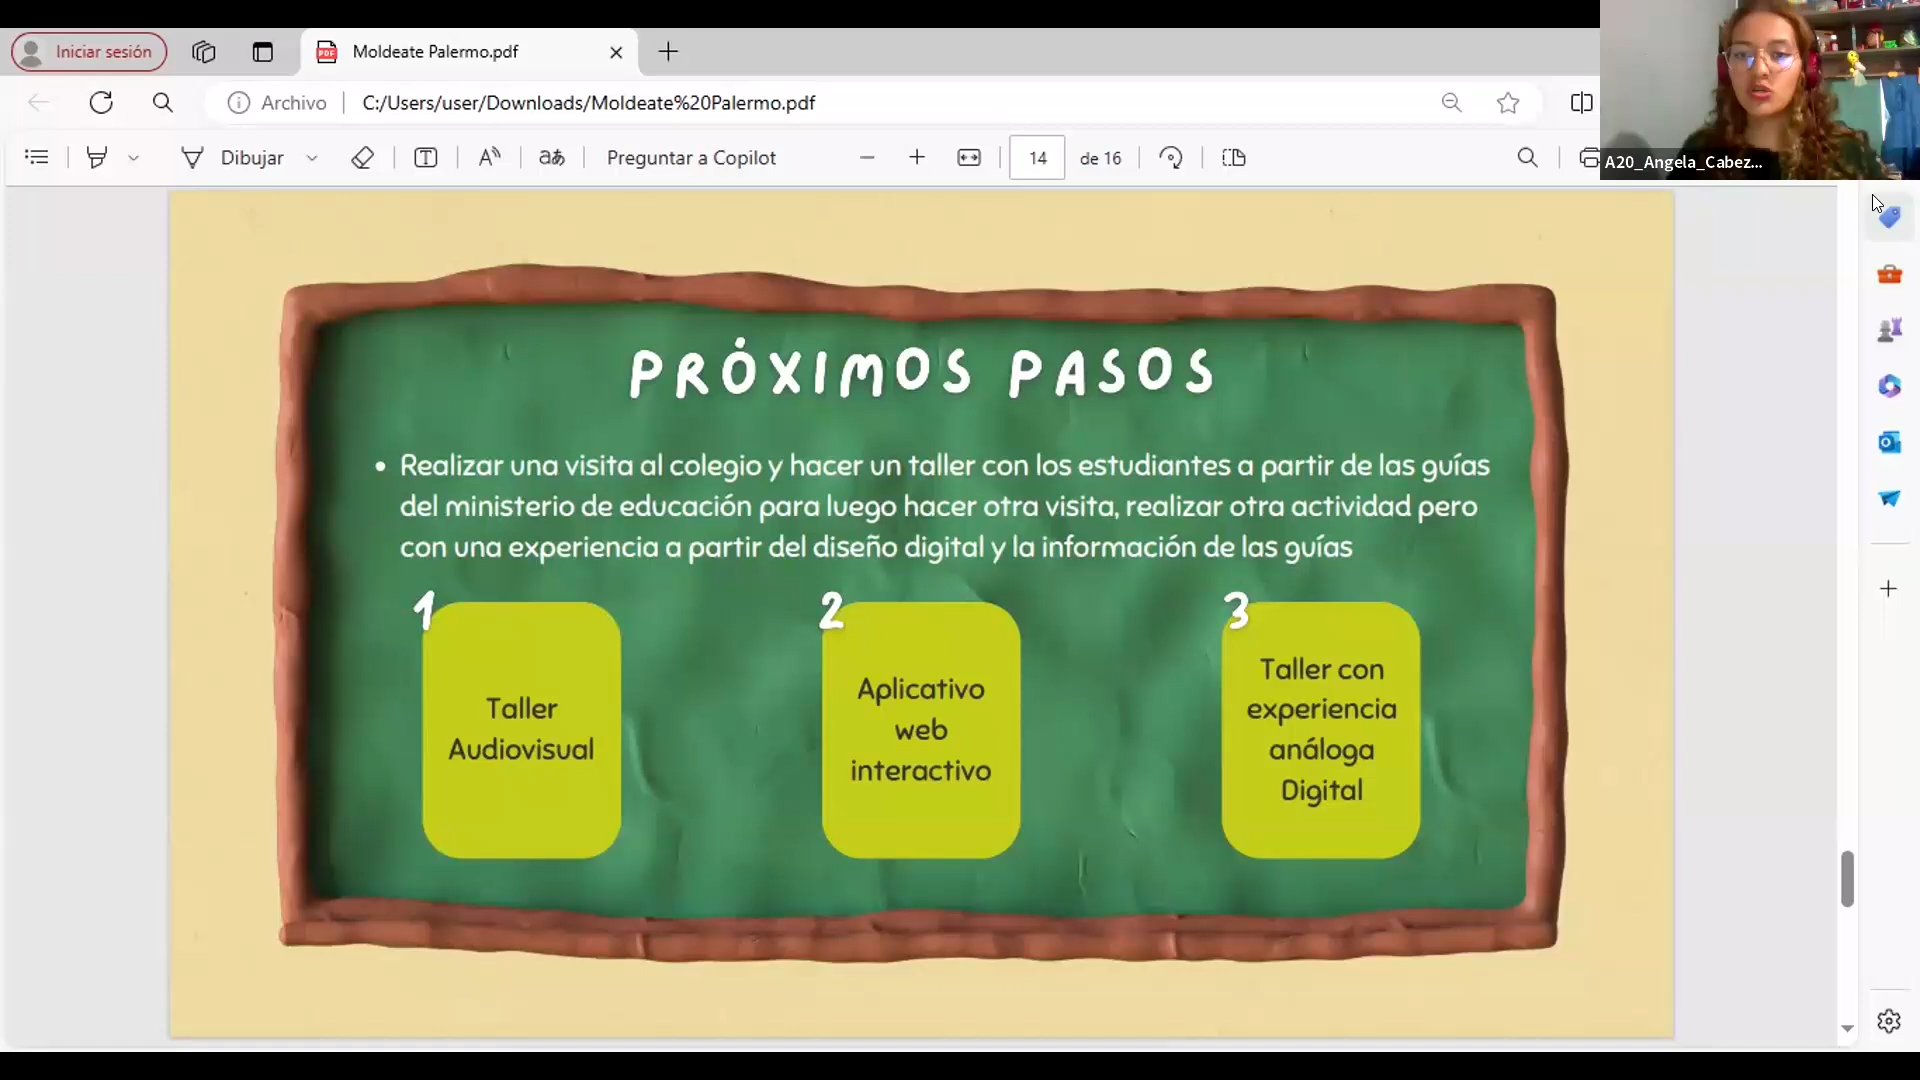 Iniciar sesión
PDF
Moldeate Palermo.pdf
Archivo
C:/Users/user/Downloads/Moldeate%20Palermo.pdf
Dibujar
Preguntar a Copilot
14
de 16
A20_Angela_Cabez...
PRÓXIMOS PASOS
• Realizar una visita al colegio y hacer un taller con los estudiantes a partir de las guías
del ministerio de educación para luego hacer otra visita, realizar otra actividad pero
con una experiencia a partir del diseño digital y la información de las guías
1
Taller
Audiovisual
2
Aplicativo
web
interactivo
3
Taller con
experiencia
análoga
Digital